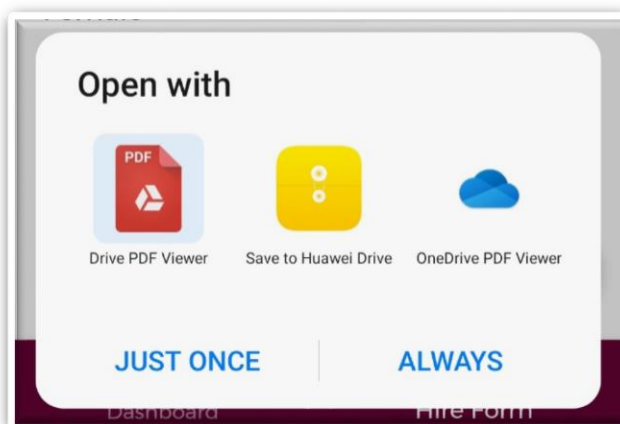 Open with
PDF
Drive PDF Viewer Save to Huawei Drive OneDrive PDF Viewer
JUST ONCE ALWAYS
Dashboard Hire Form